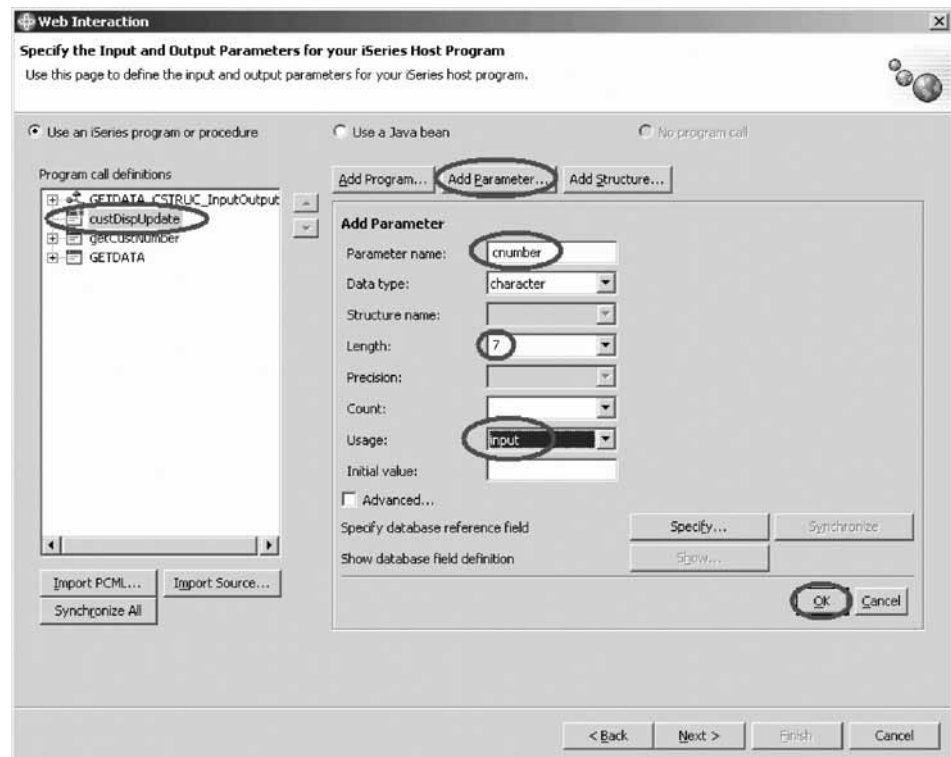 Web Interaction
Specify the Input and Output Parameters for your iSeries Host Program
Use this page to define the input and output parameters for your iSeries host program.
Use an iSeries program or procedure
Use a Java bean
No program call
Program call definitions
GETDATA_CSTRUC_InputOutput
custDispUpdate
getCustNumber
GETDATA
Import PCML...
Import Source...
Synchronize All
Add Program...
Add Parameter...
Add Structure...
Add Parameter
Parameter name: cnumber
Data type: character
Structure name:
Length: 7
Precision:
Count:
Usage: input
Initial value:
Advanced...
Specify database reference field Specify... Synchronize
Show database field definition Show...
OK Cancel
< Back Next > Finish Cancel